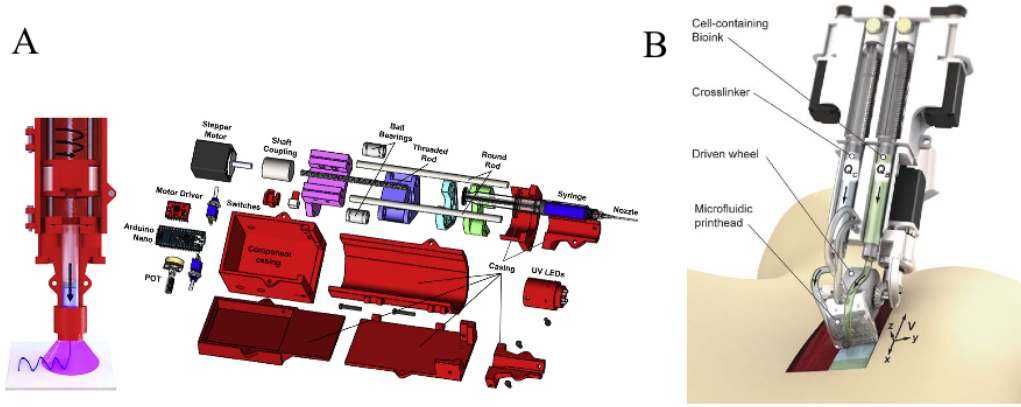 A
Stepper
Motor
Shaft
Coupling
Ball
Bearings
Threaded
Rod
Round
Rod
Syringe
Nozzle
Motor Driver
Switches
Arduino
Nano
POT
Component
casing
Casing
UV LEDs
B
Cell-containing
Bioink
Crosslinker
Driven wheel
Microfluidic
printhead
QC
QB
V
z
y
x